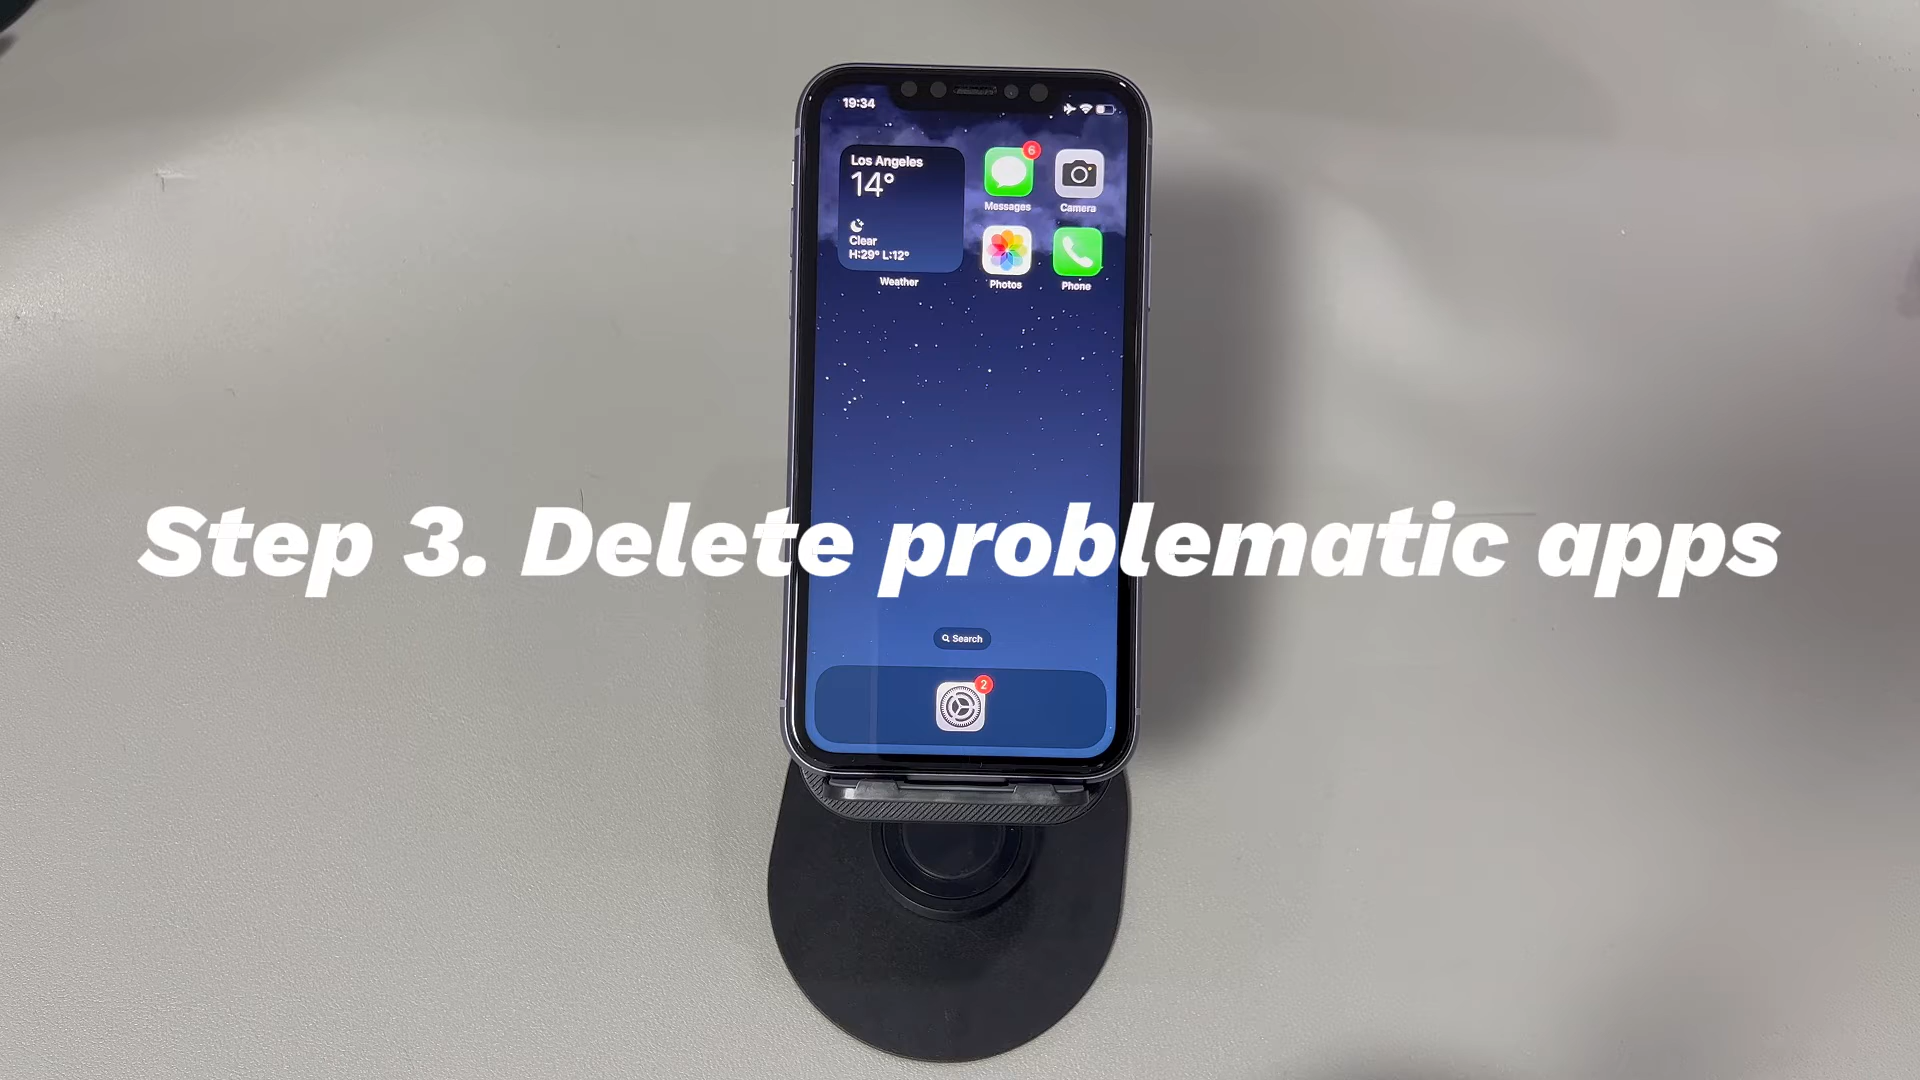 19:34
Los Angeles
14°
Clear
H:29° L:12°
Weather
6
Messages
Camera
Photos
Phone
Step 3. Delete problematic apps
Search
2